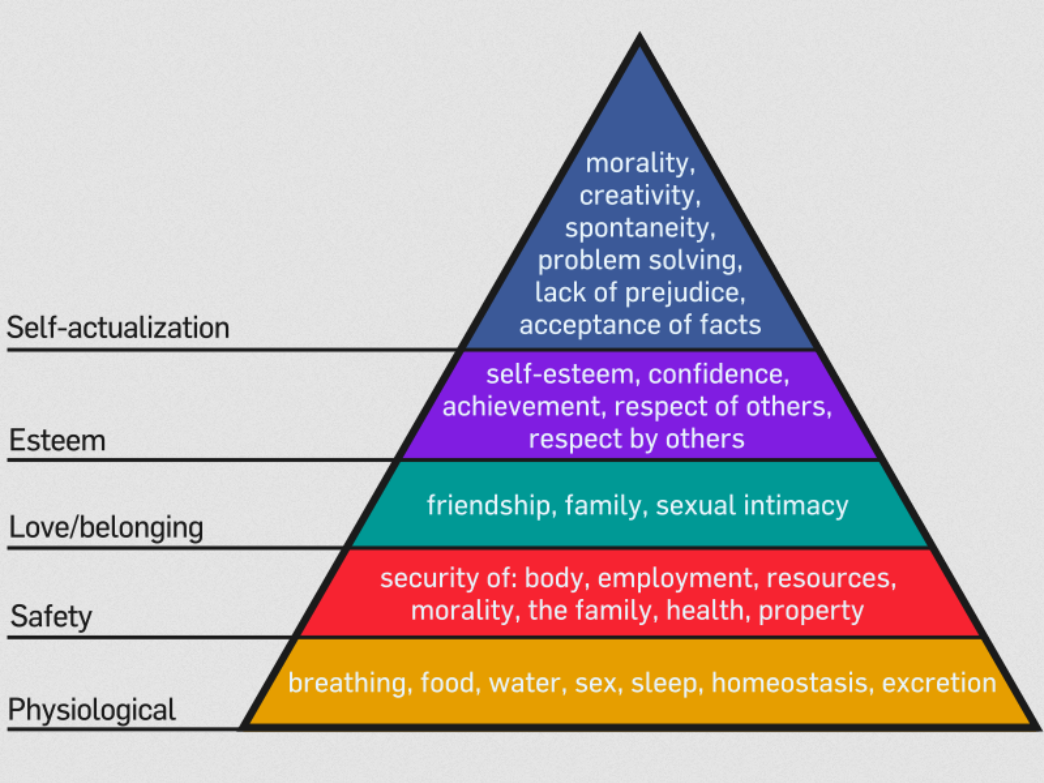 morality,
creativity,
spontaneity,
problem solving,
lack of prejudice,
acceptance of facts
Self-actualization
self-esteem, confidence,
achievement, respect of others,
respect by others
Esteem
friendship, family, sexual intimacy
Love/belonging
security of: body, employment, resources,
morality, the family, health, property
Safety
breathing, food, water, sex, sleep, homeostasis, excretion
Physiological